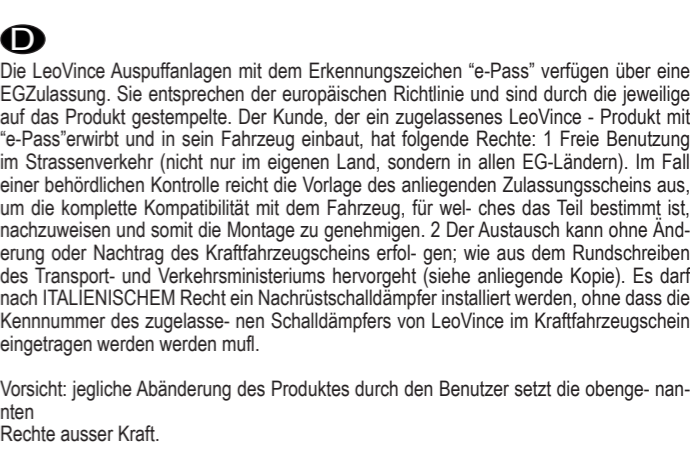 D
Die LeoVince Auspuffanlagen mit dem Erkennungszeichen “e-Pass” verfügen über eine
EGZulassung. Sie entsprechen der europäischen Richtlinie und sind durch die jeweilige
auf das Produkt gestempelte. Der Kunde, der ein zugelassenes LeoVince - Produkt mit
“e-Pass”erwirbt und in sein Fahrzeug einbaut, hat folgende Rechte: 1 Freie Benutzung
im Strassenverkehr (nicht nur im eigenen Land, sondern in allen EG-Ländern). Im Fall
einer behördlichen Kontrolle reicht die Vorlage des anliegenden Zulassungsscheins aus,
um die komplette Kompatibilität mit dem Fahrzeug, für wel- ches das Teil bestimmt ist,
nachzuweisen und somit die Montage zu genehmigen. 2 Der Austausch kann ohne Änd-
erung oder Nachtrag des Kraftfahrzeugscheins erfol- gen; wie aus dem Rundschreiben
des Transport- und Verkehrsministeriums hervorgeht (siehe anliegende Kopie). Es darf
nach ITALIENISCHEM Recht ein Nachrüstschalldämpfer installiert werden, ohne dass die
Kennnummer des zugelasse- nen Schalldämpfers von LeoVince im Kraftfahrzeugschein
eingetragen werden werden mufl.
Vorsicht: jegliche Abänderung des Produktes durch den Benutzer setzt die obenge- nan-
nten
Rechte ausser Kraft.